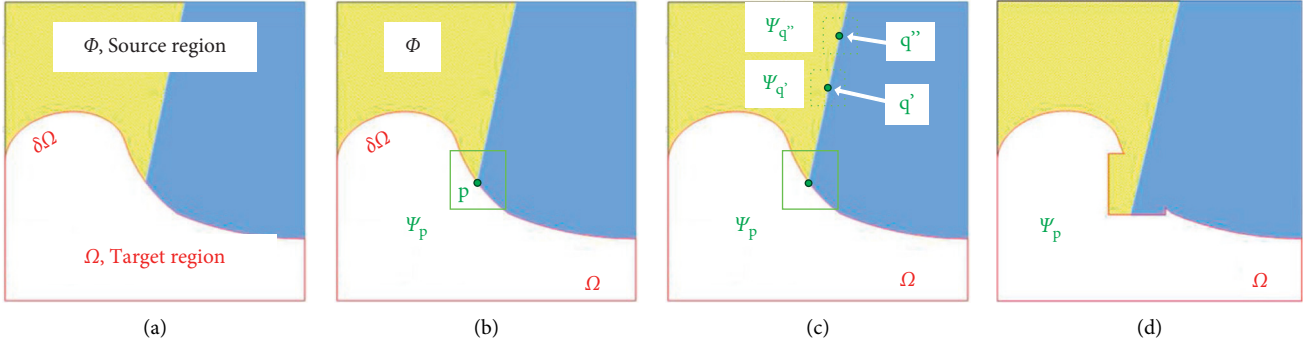 Φ, Source region
δΩ
Ω, Target region
(a)
Φ
δΩ
p
Ψp
Ω
(b)
Ψq''
q''
Ψq'
q'
Ψp
Ω
(c)
Ψp
Ω
(d)